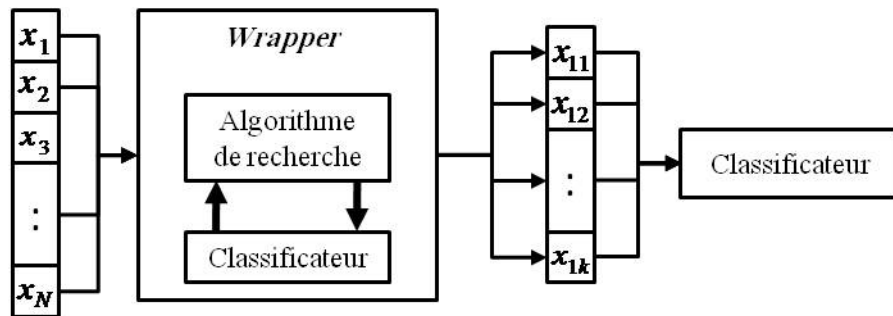 x1
x2
x3
⋮
xN
Wrapper
Algorithme
de recherche
Classificateur
x11
x12
⋮
x1k
Classificateur